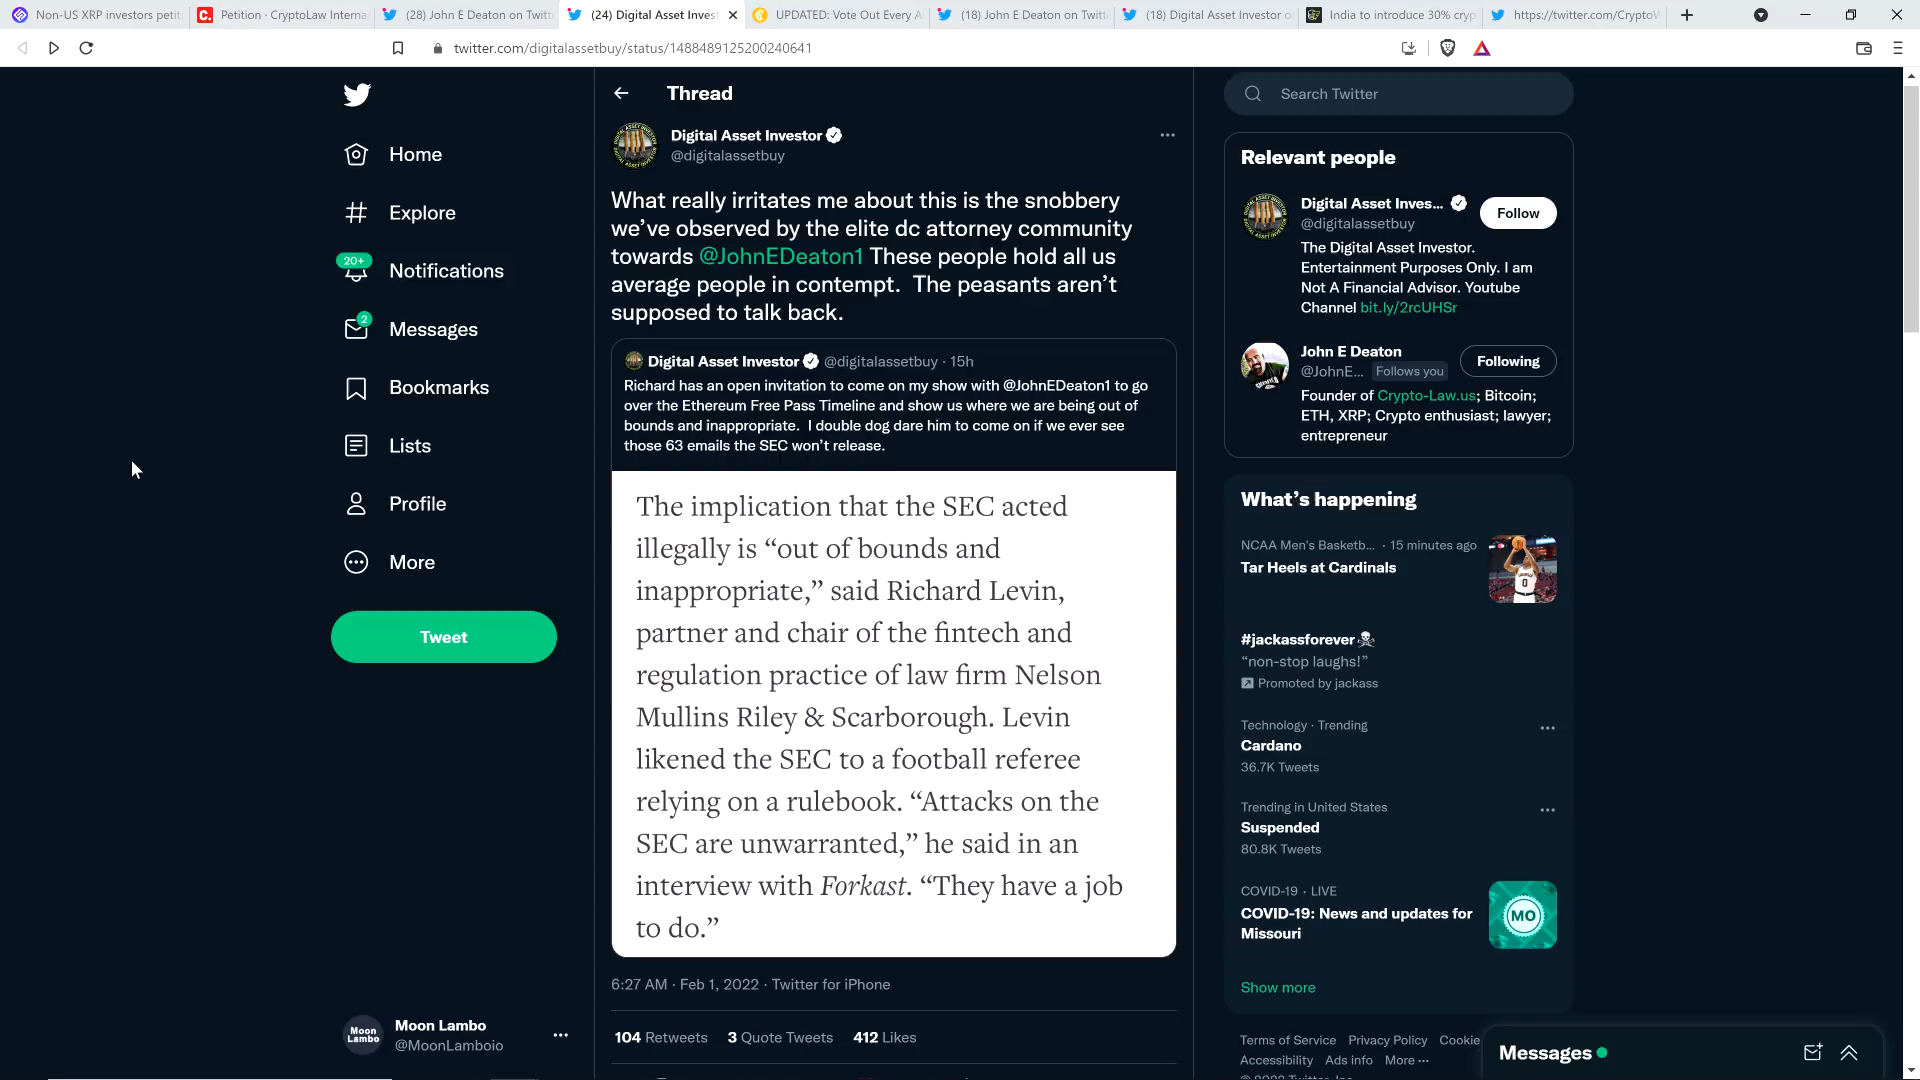 Non-US XRP investors petit
Petition · CryptoLaw Interna
(28) John E Deaton on Twitt
(24) Digital Asset Inves
UPDATED: Vote Out Every A
(18) John E Deaton on Twitt
(18) Digital Asset Investor o
India to introduce 30% cryp
https://twitter.com/CryptoW
twitter.com/digitalassetbuy/status/1488489125200240641
Home
Explore
20+
Notifications
2
Messages
Bookmarks
Lists
Profile
More
Tweet
Moon Lambo
Moon Lambo
@MoonLamboio
Thread
Digital Asset Investor
@digitalassetbuy
What really irritates me about this is the snobbery
we’ve observed by the elite dc attorney community
towards @JohnEDeaton1 These people hold all us
average people in contempt. The peasants aren’t
supposed to talk back.
Digital Asset Investor @digitalassetbuy · 15h
Richard has an open invitation to come on my show with @JohnEDeaton1 to go
over the Ethereum Free Pass Timeline and show us where we are being out of
bounds and inappropriate. I double dog dare him to come on if we ever see
those 63 emails the SEC won’t release.
The implication that the SEC acted
illegally is “out of bounds and
inappropriate,” said Richard Levin,
partner and chair of the fintech and
regulation practice of law firm Nelson
Mullins Riley & Scarborough. Levin
likened the SEC to a football referee
relying on a rulebook. “Attacks on the
SEC are unwarranted,” he said in an
interview with Forkast. “They have a job
to do.”
6:27 AM · Feb 1, 2022 · Twitter for iPhone
104 Retweets 3 Quote Tweets 412 Likes
Search Twitter
Relevant people
Digital Asset Inves...
@digitalassetbuy
Follow
The Digital Asset Investor.
Entertainment Purposes Only. I am
Not A Financial Advisor. Youtube
Channel bit.ly/2rcUHSr
John E Deaton
@JohnE... Follows you
Following
Founder of Crypto-Law.us; Bitcoin;
ETH, XRP; Crypto enthusiast; lawyer;
entrepreneur
What’s happening
NCAA Men's Basketb... · 15 minutes ago
Tar Heels at Cardinals
#jackassforever
“non-stop laughs!”
Promoted by jackass
Technology · Trending
Cardano
36.7K Tweets
Trending in United States
Suspended
80.8K Tweets
COVID-19 · LIVE
COVID-19: News and updates for
Missouri
MO
Show more
Terms of Service Privacy Policy Cookie
Accessibility Ads info More
Messages